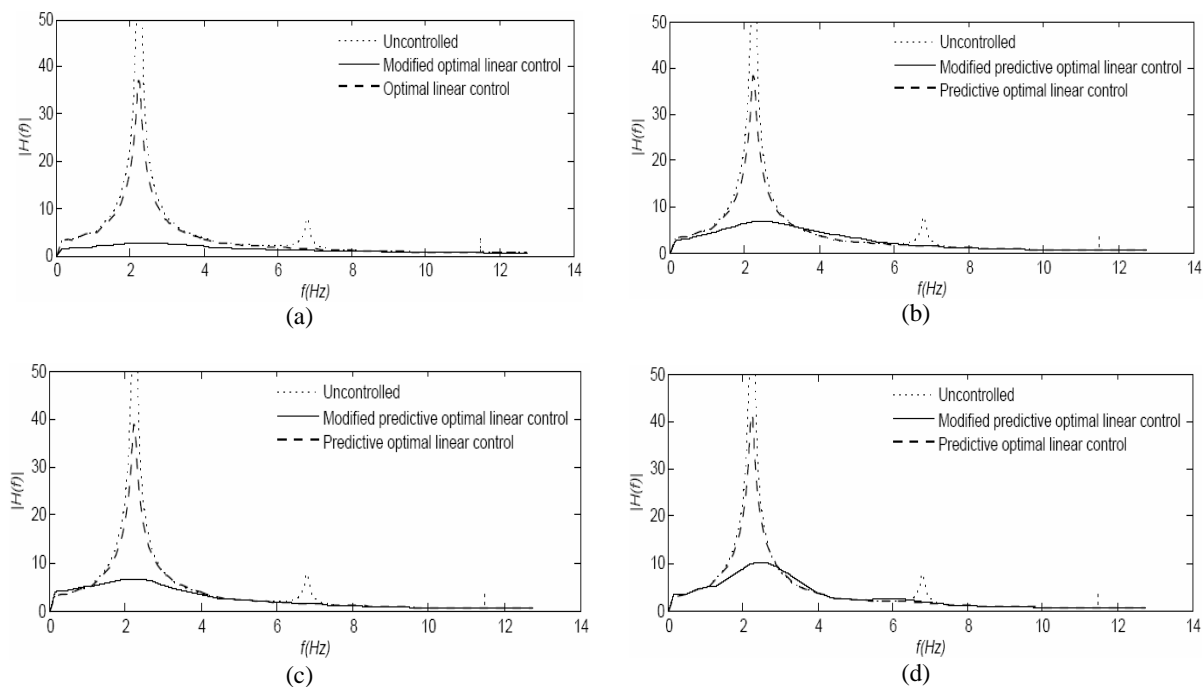 50
40
30
20
10
0
|H(f)|
Uncontrolled
Modified optimal linear control
Optimal linear control
0 2 4 6 8 10 12 14
f(Hz)
(a)
50
40
30
20
10
0
|H(f)|
Uncontrolled
Modified predictive optimal linear control
Predictive optimal linear control
0 2 4 6 8 10 12 14
f(Hz)
(b)
50
40
30
20
10
0
|H(f)|
Uncontrolled
Modified predictive optimal linear control
Predictive optimal linear control
0 2 4 6 8 10 12 14
f(Hz)
(c)
50
40
30
20
10
0
|H(f)|
Uncontrolled
Modified predictive optimal linear control
Predictive optimal linear control
0 2 4 6 8 10 12 14
f(Hz)
(d)